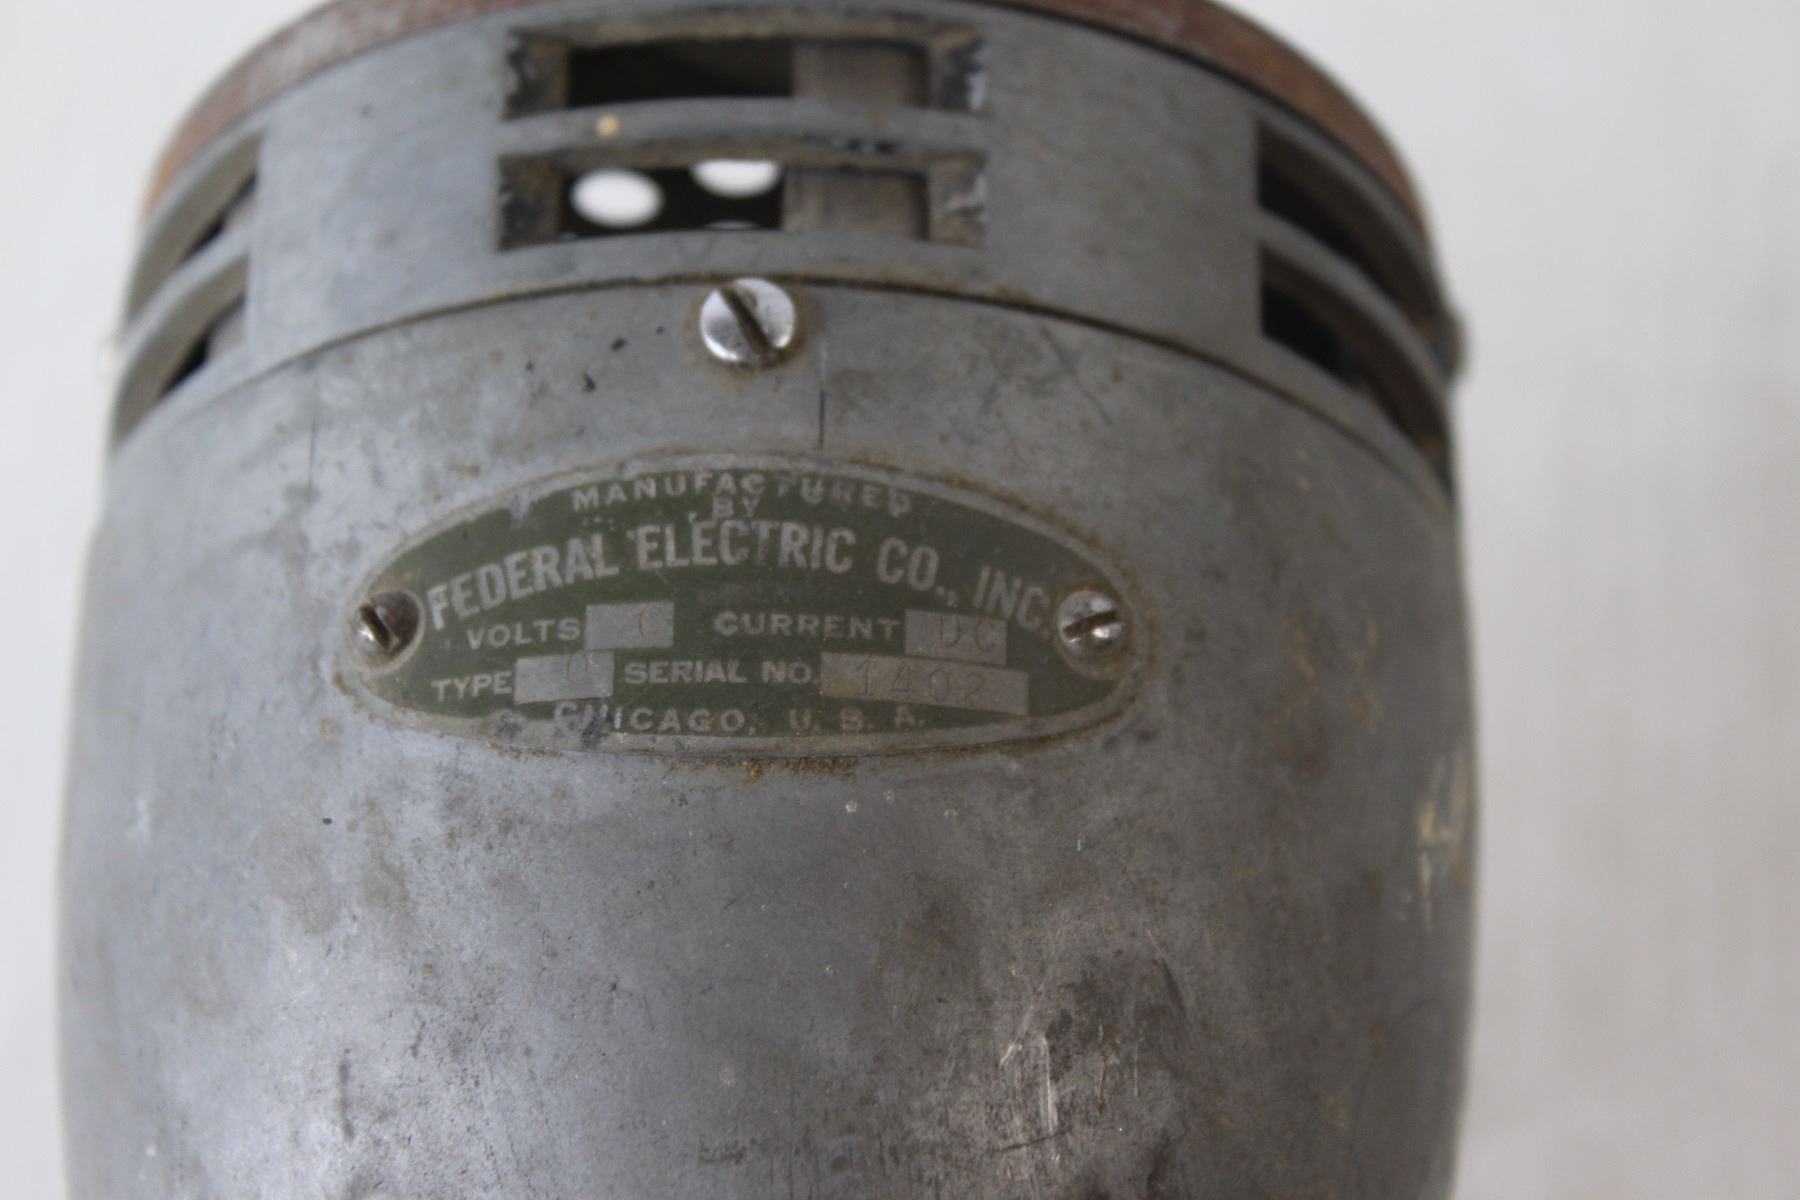 MANUFACTURED
BY
FEDERAL ELECTRIC CO., INC.
VOLTS CURRENT DC
TYPE O SERIAL NO. 1402
CHICAGO, U. S. A.